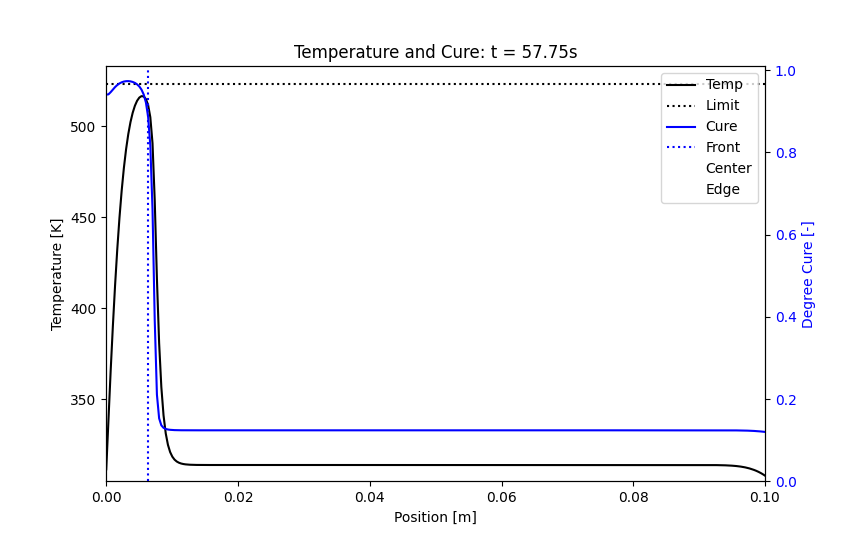 Temperature and Cure: t = 57.75s
Temperature [K]
500
450
400
350
Temp
Limit
Cure
Front
Center
Edge
1.0
0.8
0.6
0.4
0.2
0.0
Degree Cure [-]
0.00
0.02
0.04
0.06
0.08
0.10
Position [m]